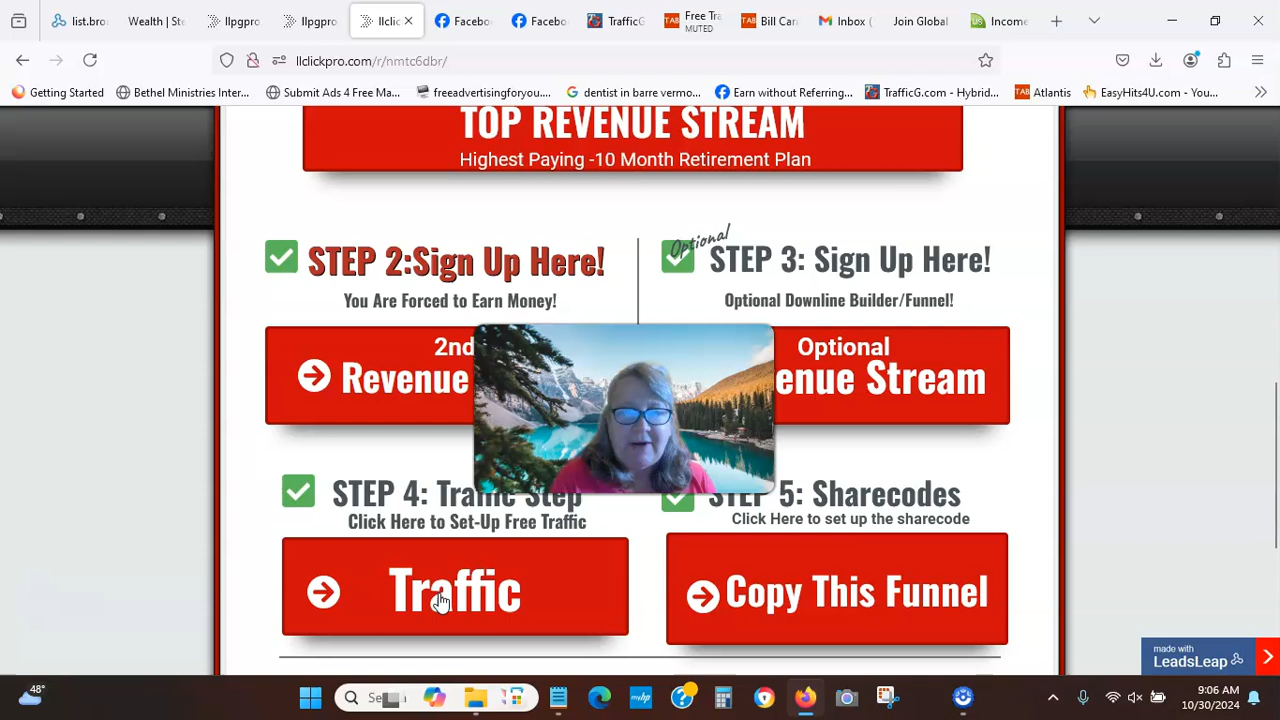 list.bro
Wealth | St
llpgpro
llpgpro
llclic
Facebo
Faceboo
TrafficG
Free Tra
MUTED
Bill Car
Inbox (
Join Global
Income
llclickpro.com/r/nmtc6dbr/
Getting Started
Bethel Ministries Inter...
Submit Ads 4 Free Ma...
freeadvertisingforyou....
dentist in barre vermo...
Earn without Referring...
TrafficG.com - Hybrid...
Atlantis
EasyHits4U.com - You...
TOP REVENUE STREAM
Highest Paying -10 Month Retirement Plan
STEP 2:Sign Up Here!
You Are Forced to Earn Money!
2nd
Revenue
Optional
STEP 3: Sign Up Here!
Optional Downline Builder/Funnel!
Optional
enue Stream
STEP 4: Traffic Step
Click Here to Set-Up Free Traffic
Traffic
STEP 5: Sharecodes
Click Here to set up the sharecode
Copy This Funnel
made with
LeadsLeap
48°
9:06 AM
10/30/2024